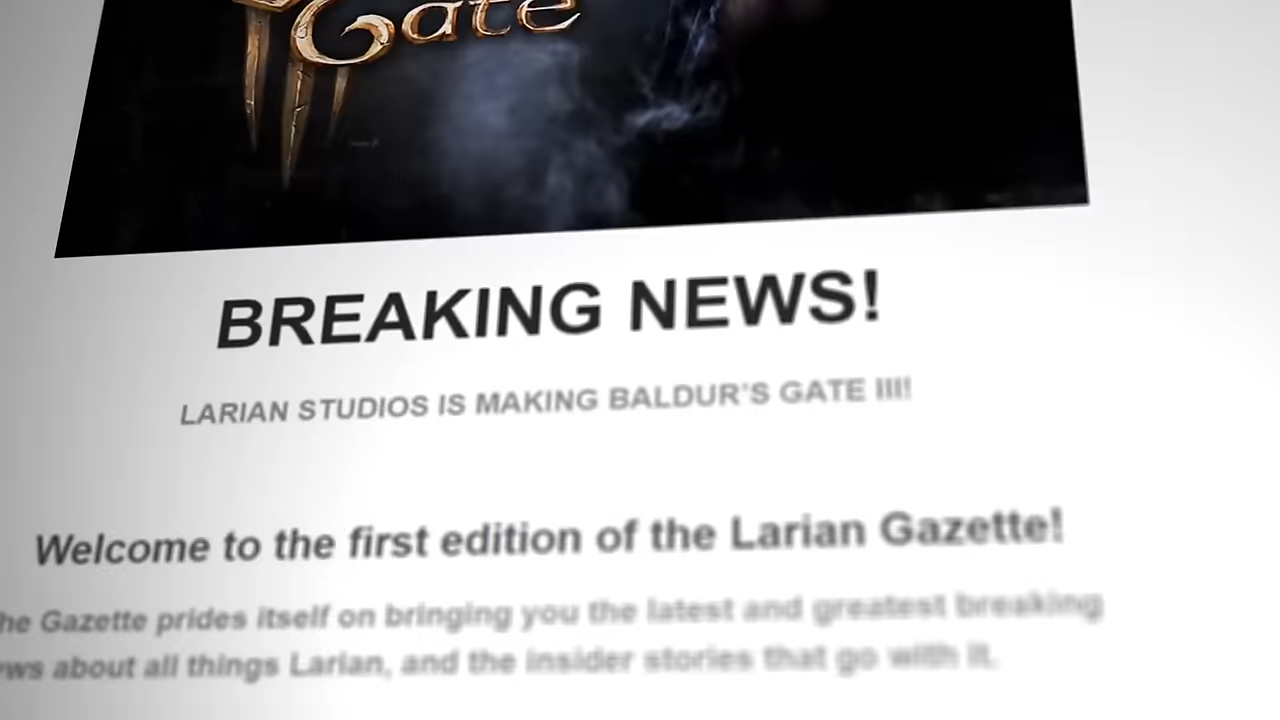 Gate
BREAKING NEWS!
LARIAN STUDIOS IS MAKING BALDUR'S GATE III!
Welcome to the first edition of the Larian Gazette!
he Gazette prides itself on bringing you the latest and greatest breaking
ws about all things Larian, and the insider stories that go with it.